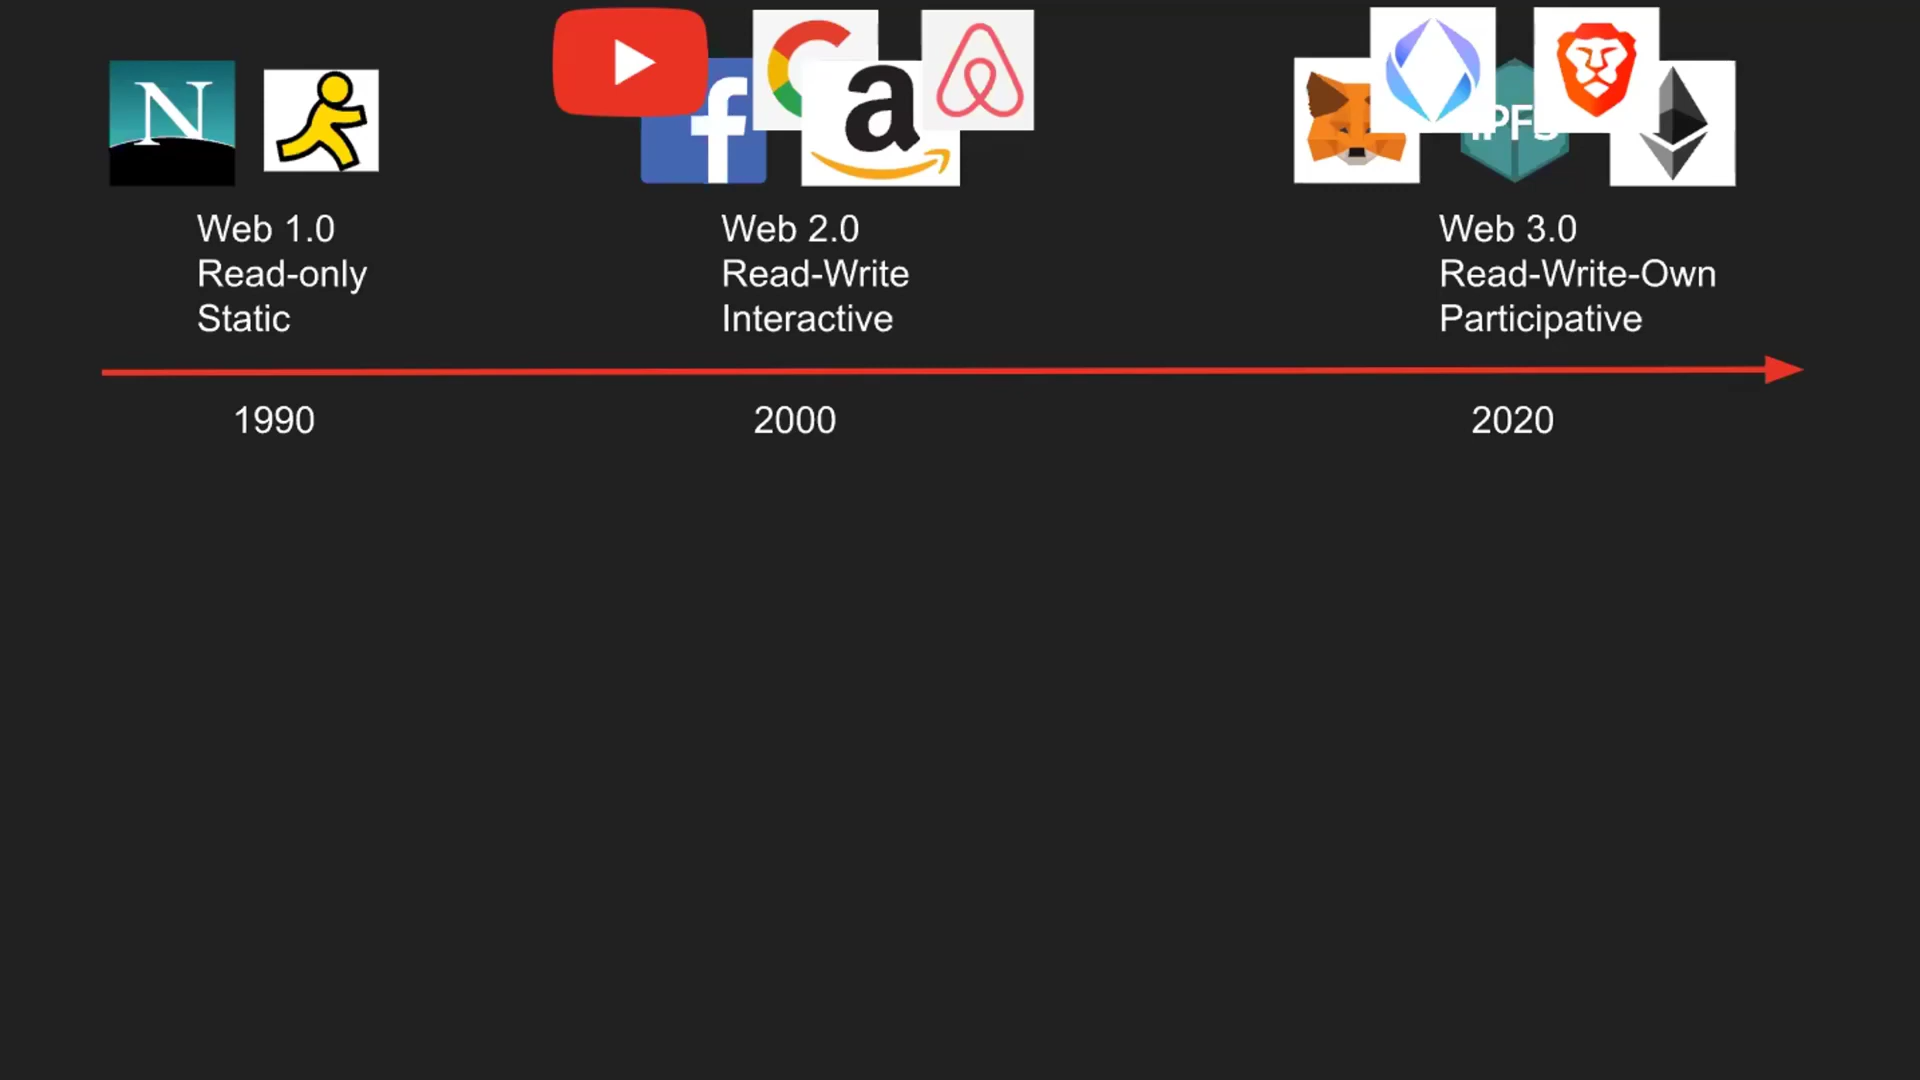 N
f
a
IPFS
Web 1.0
Read-only
Static
Web 2.0
Read-Write
Interactive
Web 3.0
Read-Write-Own
Participative
1990
2000
2020